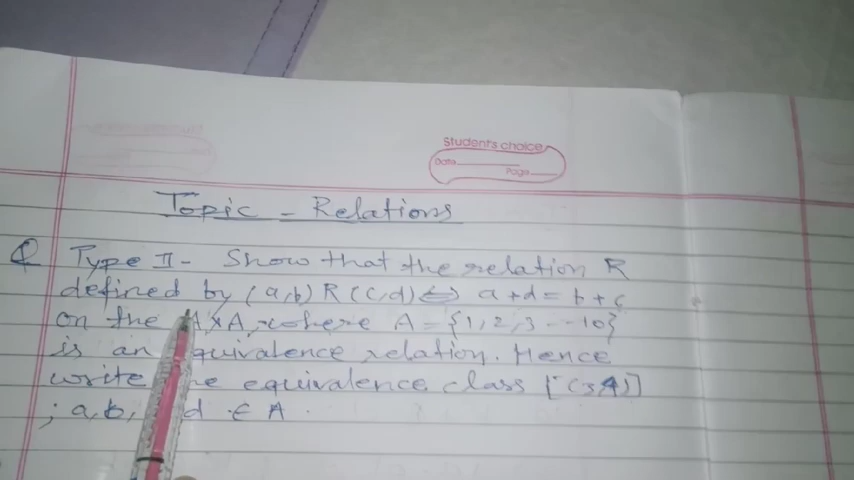 Students choice
Date
Page
Topic - Relations
Q Type II - Show that the relation R
defined by (a,b) R (c,d) ⇔ a+d = b+c
on the A×A, where A = {1,2,3---10}
is an equivalence relation. Hence
write equivalence class [(3,4)]
; a,b, d ∈ A.